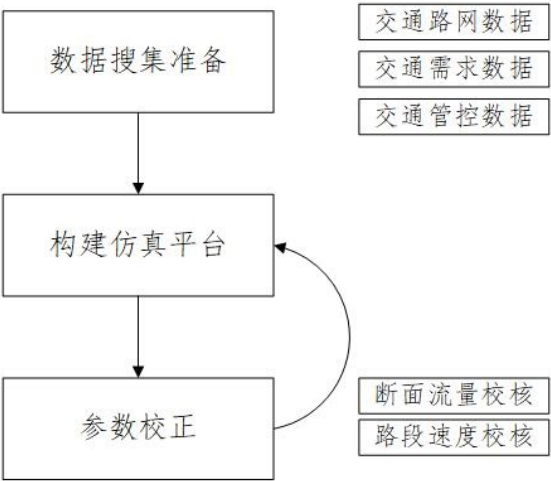 数据搜集准备
交通路网数据
交通需求数据
交通管控数据
构建仿真平台
参数校正
断面流量校核
路段速度校核